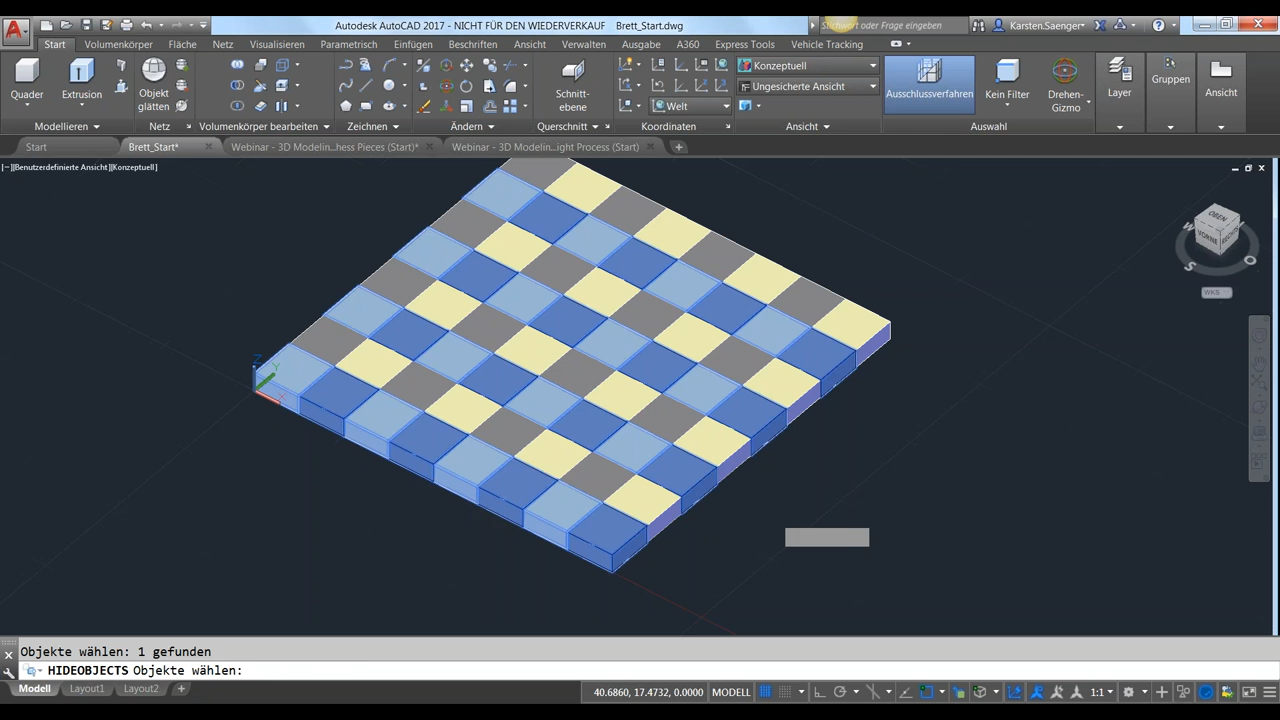 Autodesk AutoCAD 2017 - NICHT FÜR DEN WIEDERVERKAUF Brett_Start.dwg
Stichwort oder Frage eingeben
Karsten.Saenger
Start Volumenkörper Fläche Netz Visualisieren Parametrisch Einfügen Beschriften Ansicht Verwalten Ausgabe A360 Express Tools Vehicle Tracking
Konzeptuell
Ungesicherte Ansicht
Welt
Quader
Extrusion
Objekt
glätten
Schnitt-
ebene
Ausschlussverfahren
Kein Filter
Drehen-
Gizmo
Layer
Gruppen
Ansicht
Modellieren Netz Volumenkörper bearbeiten Zeichnen Ändern Querschnitt Koordinaten Ansicht Auswahl
Start Brett_Start* Webinar - 3D Modelin...hess Pieces (Start)* Webinar - 3D Modelin...ight Process (Start)
[−]|Benutzerdefinierte Ansicht|[Konzeptuell]
OBEN
VORNE
RECHTS
W
S
O
WKS
Z
Y
X
Objekte wählen: 1 gefunden
HIDEOBJECTS Objekte wählen:
Modell Layout1 Layout2 +
40.6860, 17.4732, 0.0000 MODELL 1:1